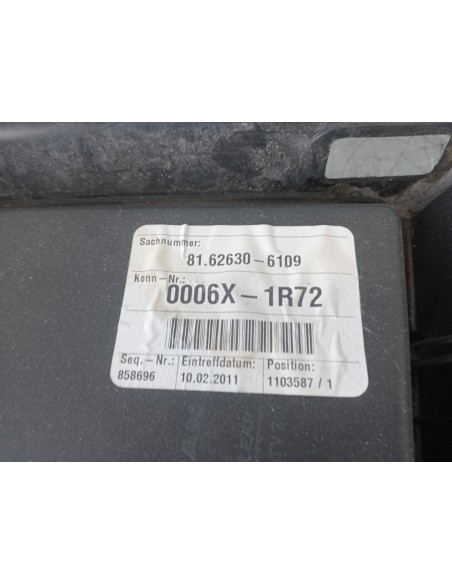 Sachnummer:
81.62630-6109
Kenn-Nr.:
0006X-1R72
Seq.-Nr.: Eintreffdatum: Position:
858696 10.02.2011 1103587/1